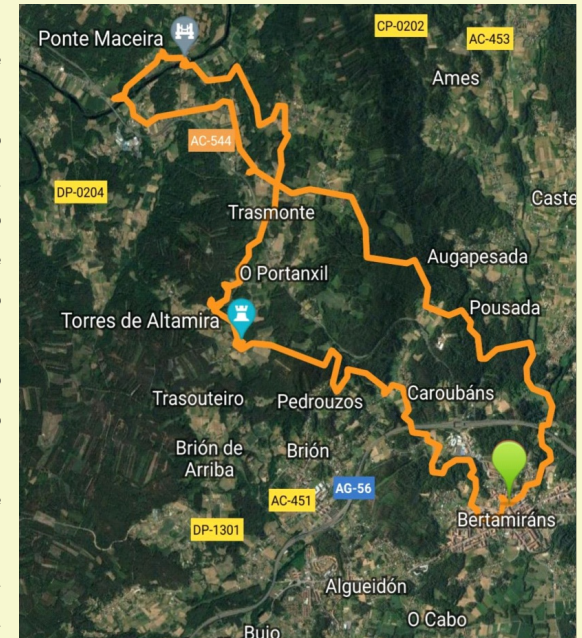 CP-0202
Ponte Maceira
AC-453
Ames
AC-544
DP-0204
Caste
Trasmonte
Augapesada
O Portanxil
Pousada
Torres de Altamira
Trasouteiro
Pedrouzos
Caroubáns
Brión de
Arriba
Brión
AG-56
AC-451
DP-1301
Bertamiráns
Algueidón
O Cabo
Buio